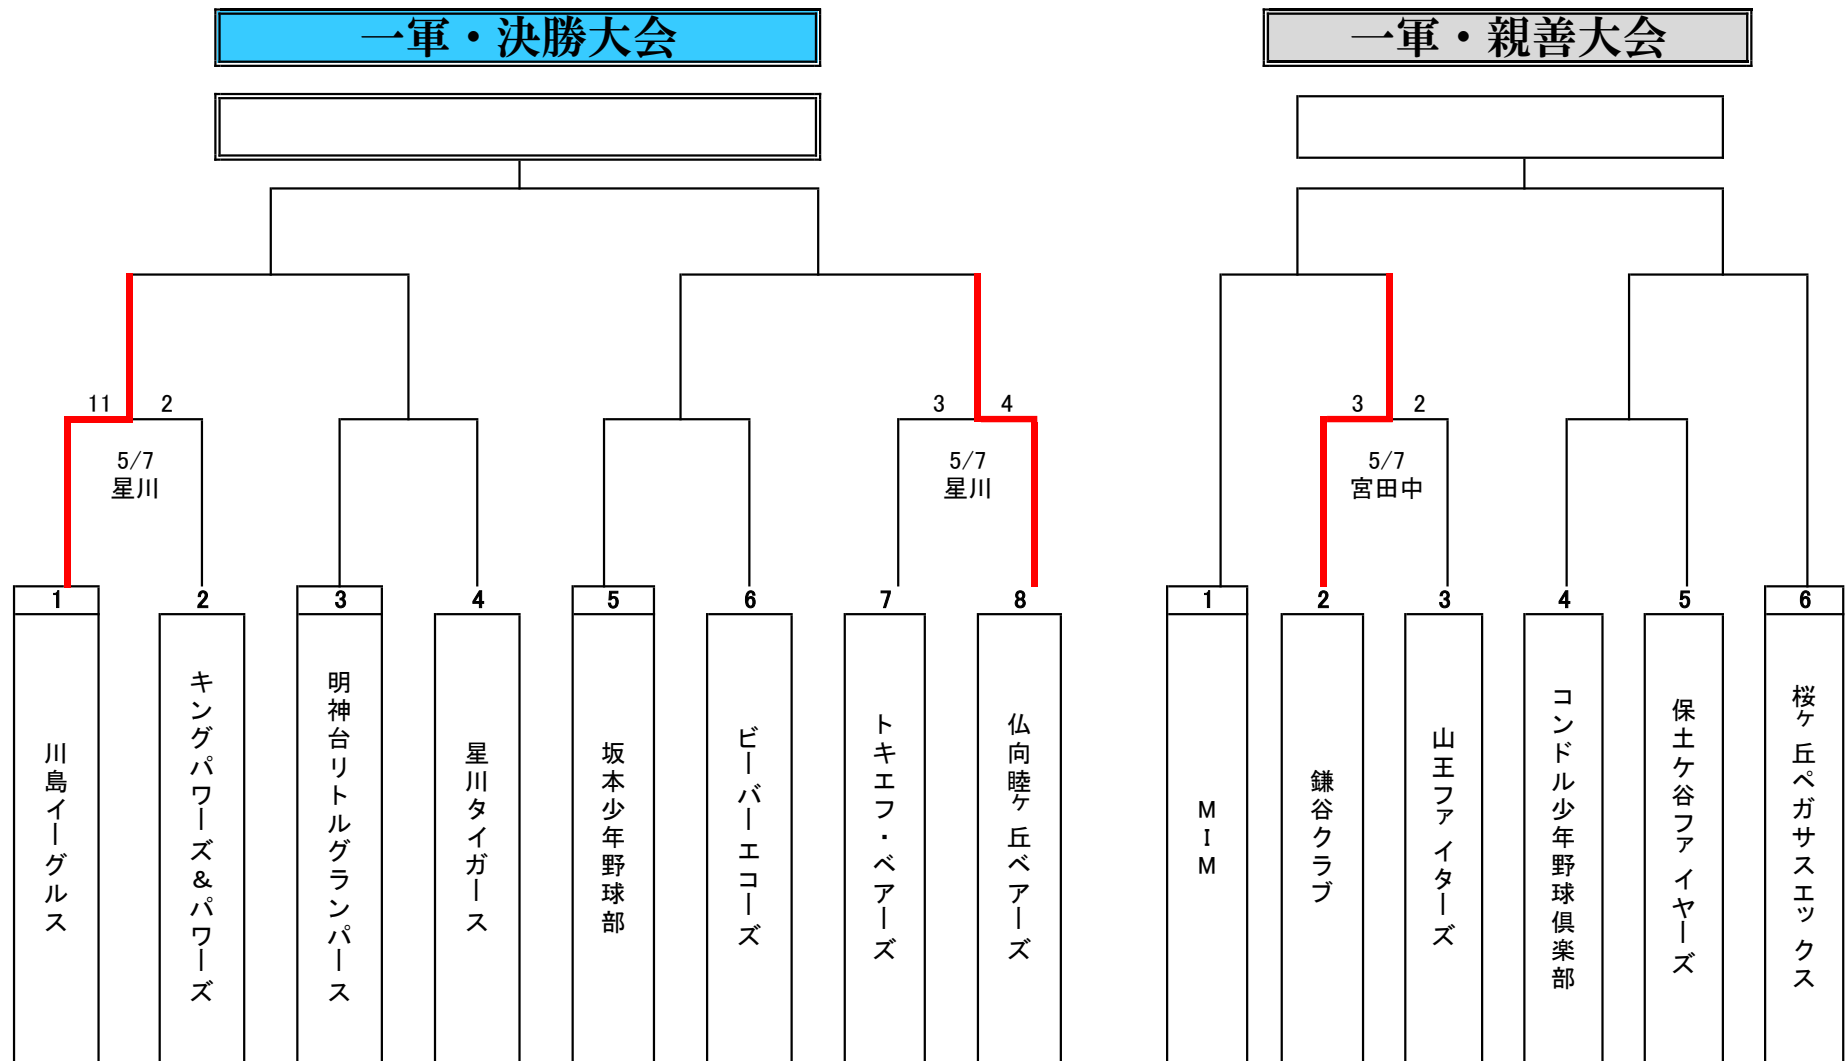 一軍・決勝大会
一軍・親善大会
11 2
3 4
3 2
5/7
星川
5/7
星川
5/7
宮田中
1
2
3
4
5
6
7
8
1
2
3
4
5
6
川島イーグルス
キングパワーズ&パワーズ
明神台リトルグランパース
星川タイガース
坂本少年野球部
ビーバーエコーズ
トキエフ・ベアーズ
仏向睦ヶ丘ベアーズ
MIM
鎌谷クラブ
山王ファイターズ
コンドル少年野球倶楽部
保土ケ谷ファイヤーズ
桜ヶ丘ペガサスエックス